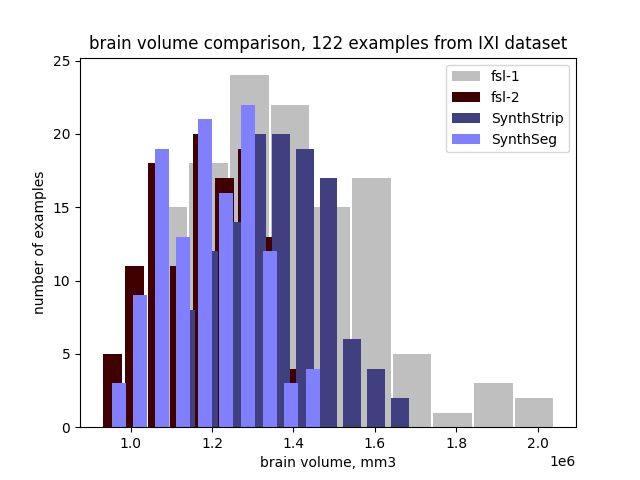 brain volume comparison, 122 examples from IXI dataset
fsl-1
fsl-2
SynthStrip
SynthSeg
number of examples
25
20
15
10
5
0
1.0 1.2 1.4 1.6 1.8 2.0
1e6
brain volume, mm3